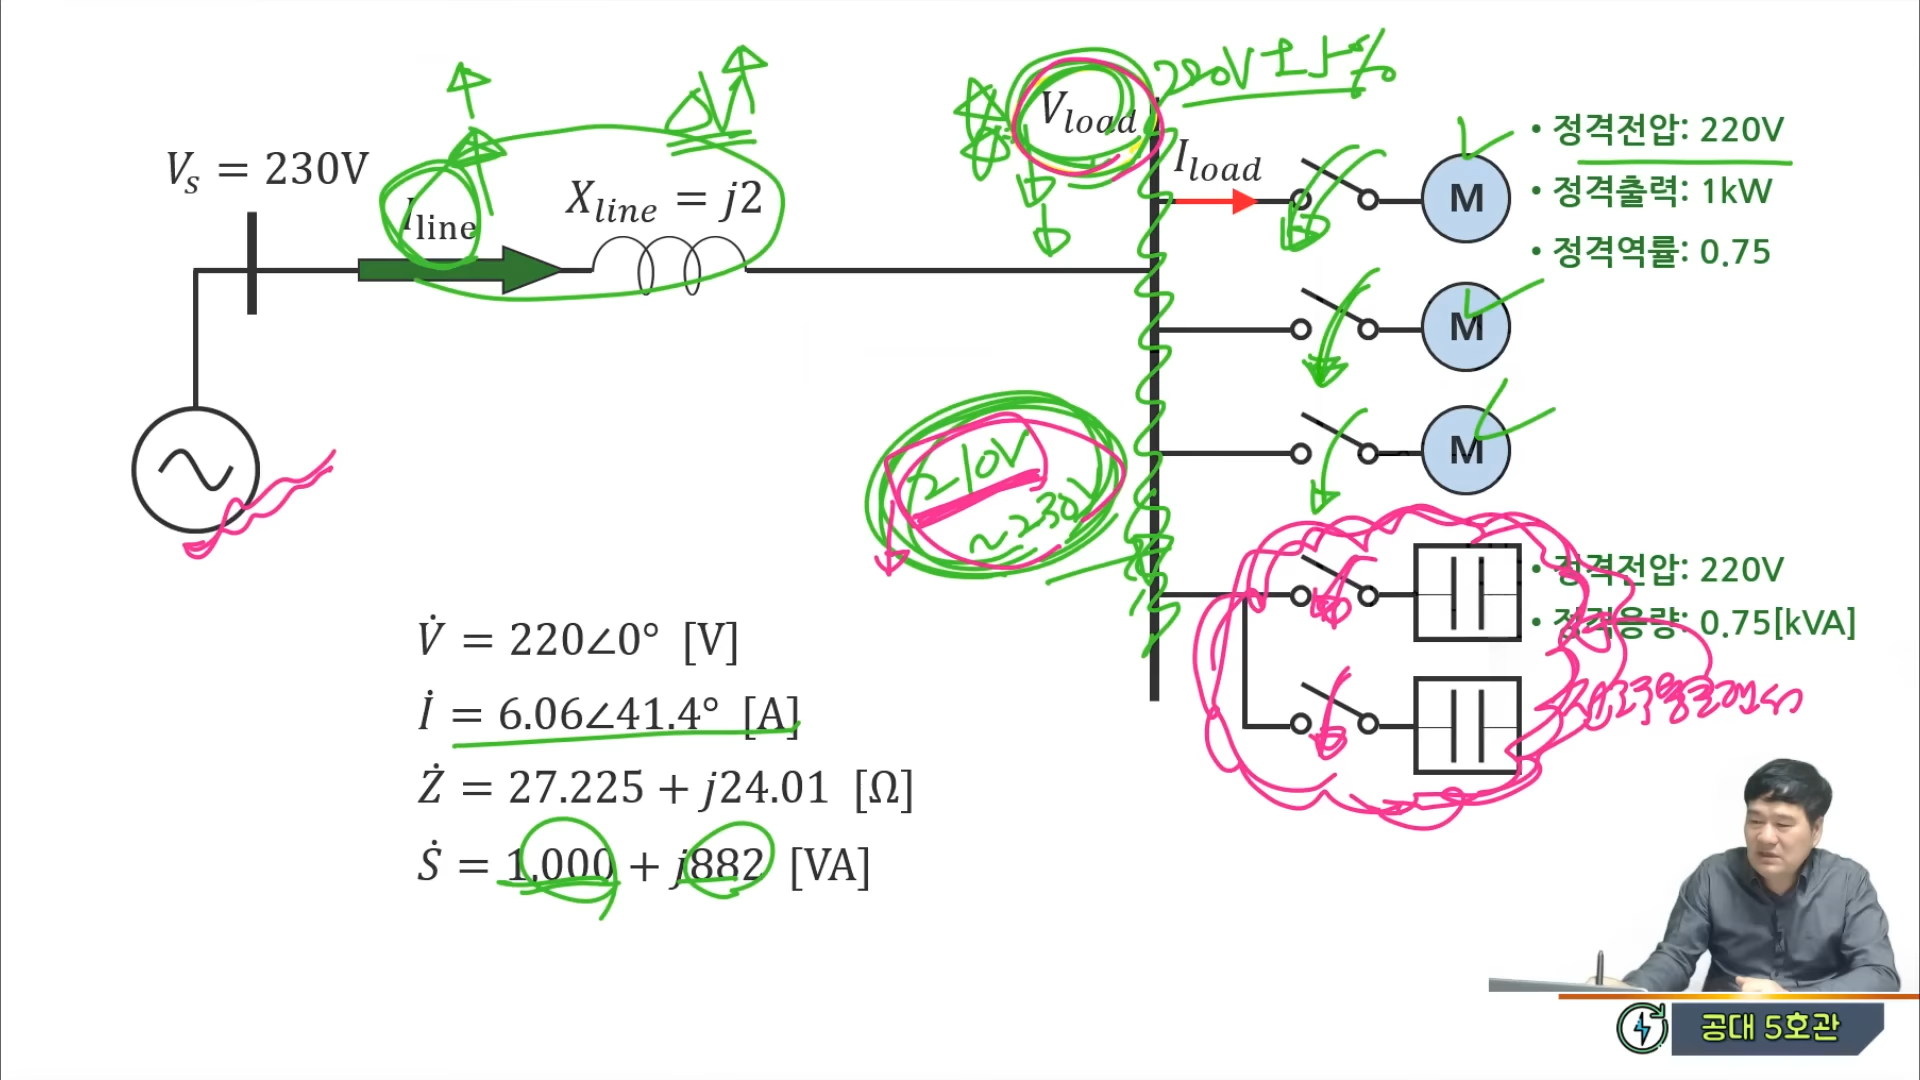 220V ± 5%
V_load
ΔV
V_s = 230V
I_line
X_line = j2
I_load
M
• 정격전압: 220V
• 정격출력: 1kW
• 정격역률: 0.75
M
M
210V
~230V
• 정격전압: 220V
• 정격용량: 0.75[kVA]
V̇ = 220∠0° [V]
İ = 6.06∠41.4° [A]
Ż = 27.225 + j24.01 [Ω]
Ṡ = 1,000 + j882 [VA]
공대 5호관